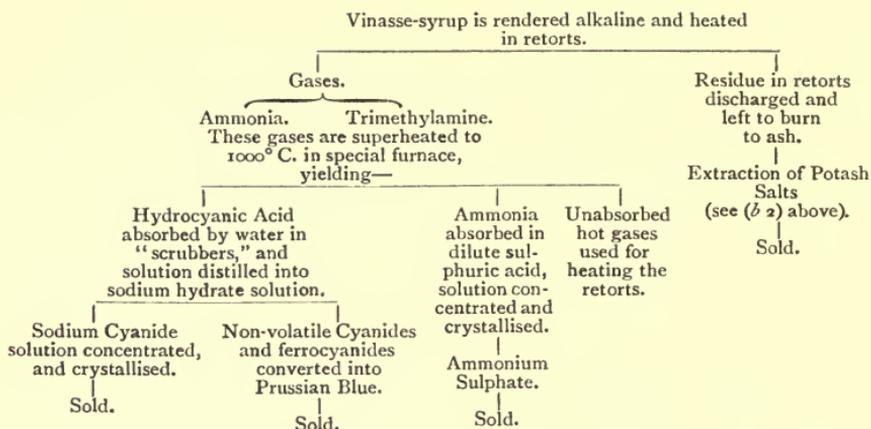 Vinasse-syrup is rendered alkaline and heated
in retorts.
Gases.
Ammonia. Trimethylamine.
These gases are superheated to
1000° C. in special furnace,
yielding—
Residue in retorts
discharged and
left to burn
to ash.
Extraction of Potash
Salts
(see (b 2) above).
Sold.
Hydrocyanic Acid
absorbed by water in
"scrubbers," and
solution distilled into
sodium hydrate solution.
Ammonia
absorbed in
dilute sul-
phuric acid,
solution con-
centrated and
crystallised.
Ammonium
Sulphate.
Sold.
Unabsorbed
hot gases
used for
heating the
retorts.
Sodium Cyanide
solution concentrated,
and crystallised.
Sold.
Non-volatile Cyanides
and ferrocyanides
converted into
Prussian Blue.
Sold.